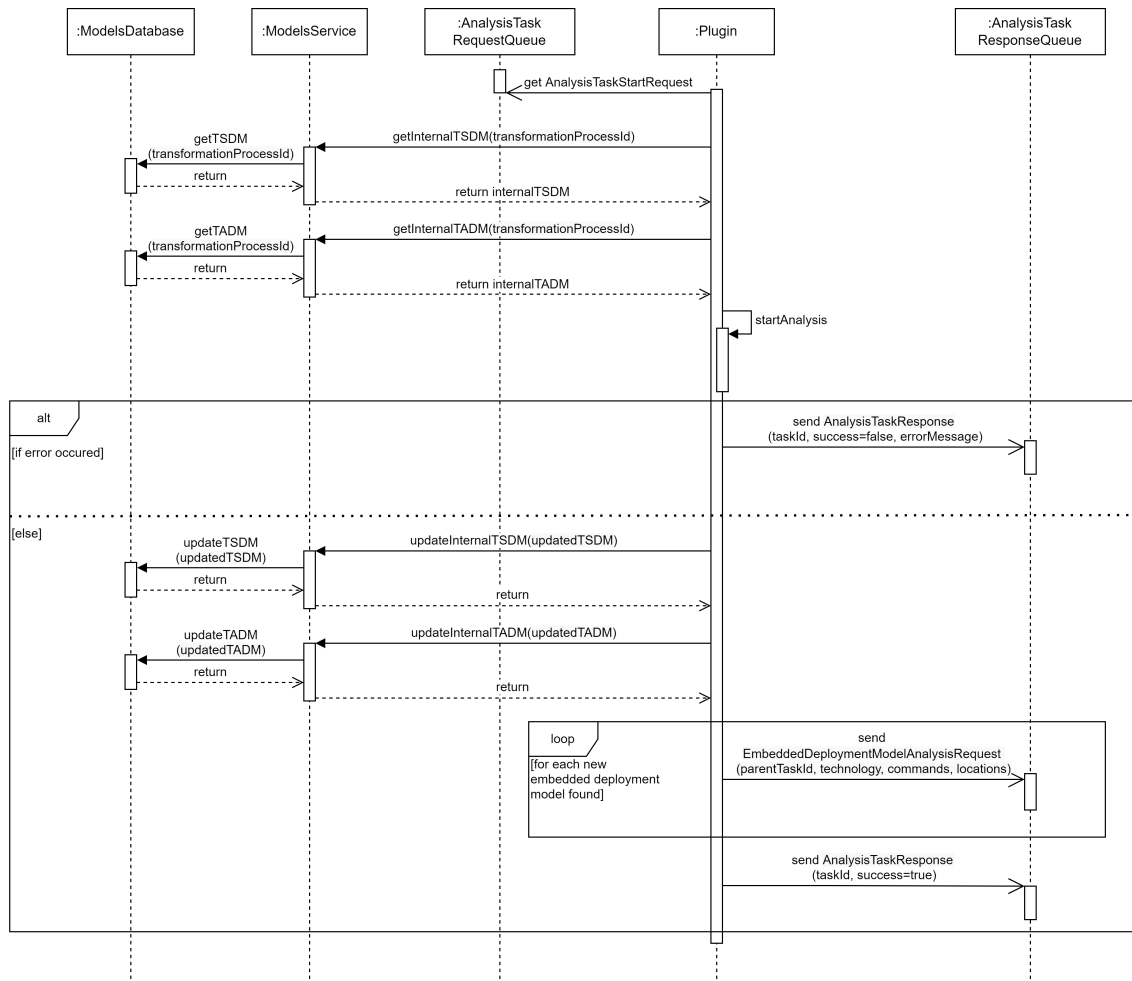 :ModelsDatabase
:ModelsService
:AnalysisTask
RequestQueue
:Plugin
:AnalysisTask
ResponseQueue
get AnalysisTaskStartRequest
getInternalTSDM(transformationProcessId)
getTSDM
(transformationProcessId)
return
return internalTSDM
getInternalTADM(transformationProcessId)
getTADM
(transformationProcessId)
return
return internalTADM
startAnalysis
alt
[if error occured]
send AnalysisTaskResponse
(taskId, success=false, errorMessage)
[else]
updateInternalTSDM(updatedTSDM)
updateTSDM
(updatedTSDM)
return
return
updateInternalTADM(updatedTADM)
updateTADM
(updatedTADM)
return
return
loop
[for each new
embedded deployment
model found]
send
EmbeddedDeploymentModelAnalysisRequest
(parentTaskId, technology, commands, locations)
send AnalysisTaskResponse
(taskId, success=true)